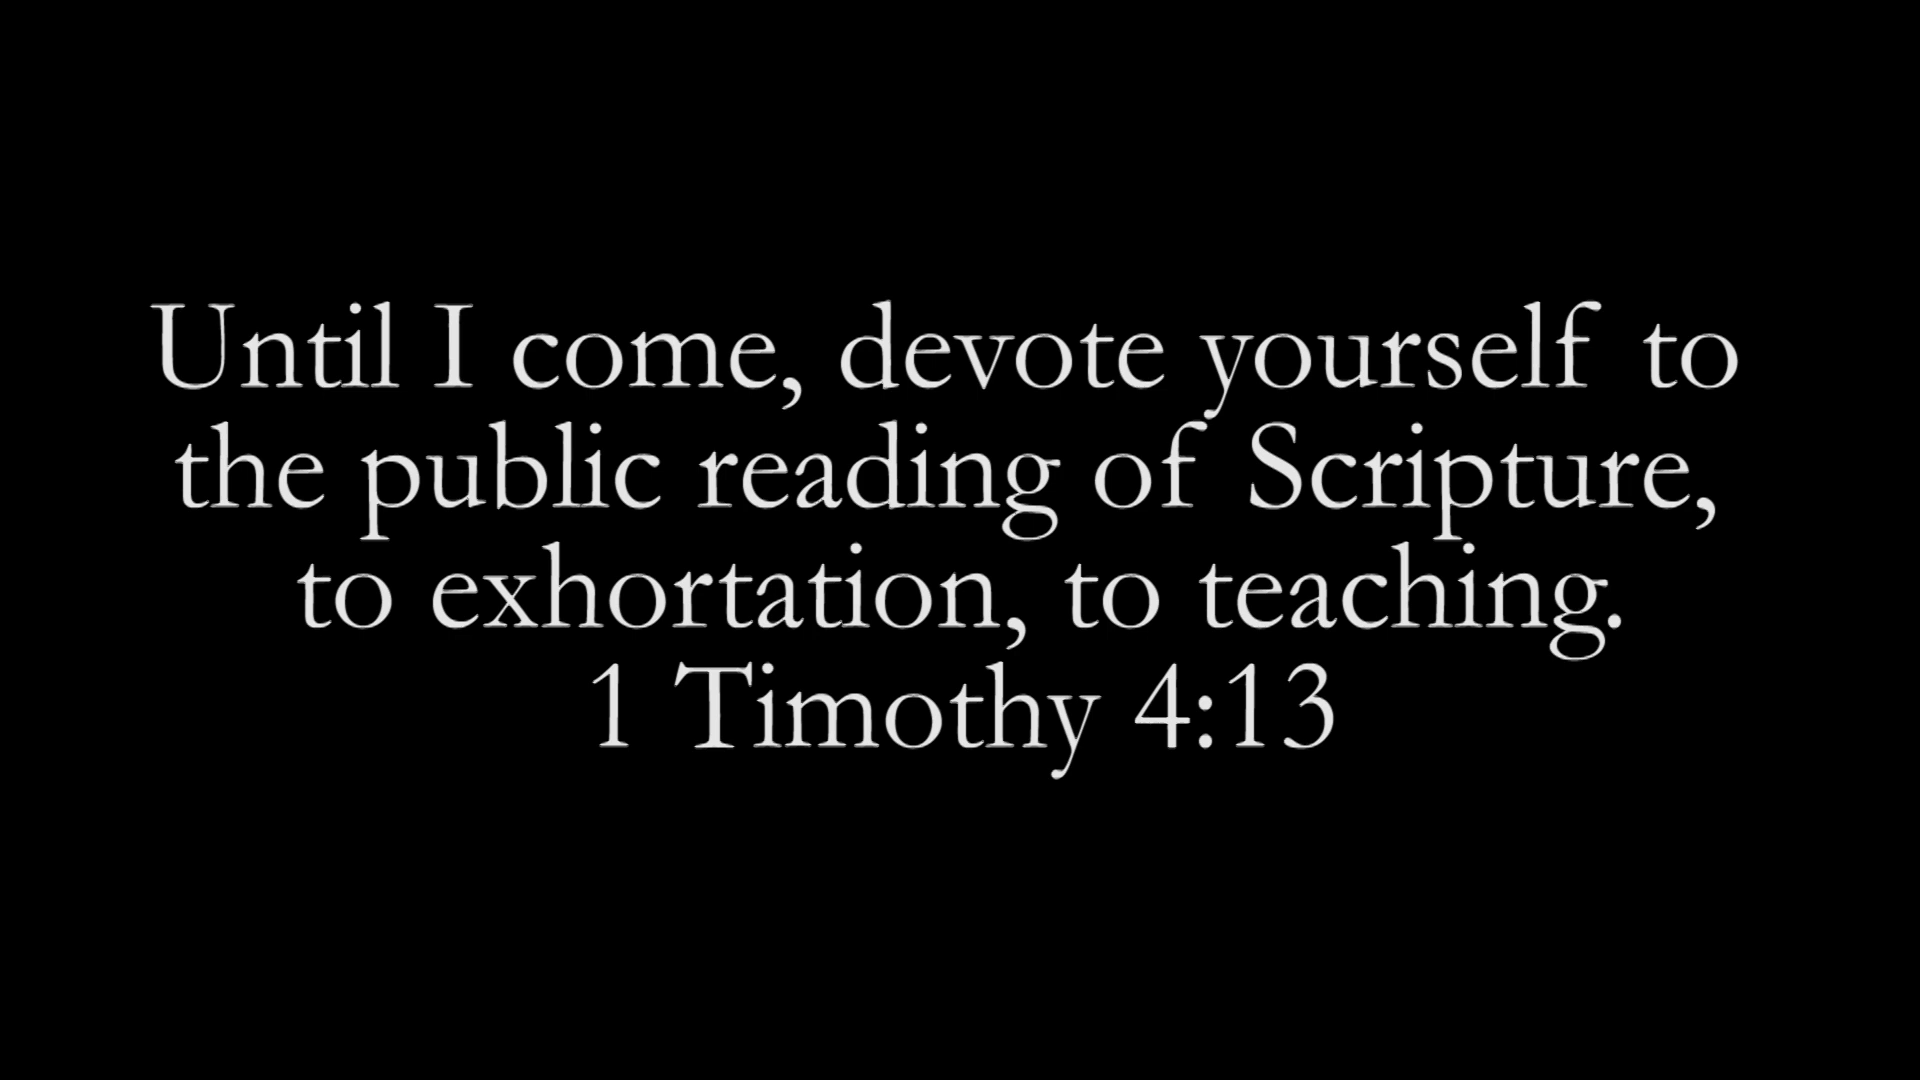 Until I come, devote yourself to
the public reading of Scripture,
to exhortation, to teaching.
1 Timothy 4:13